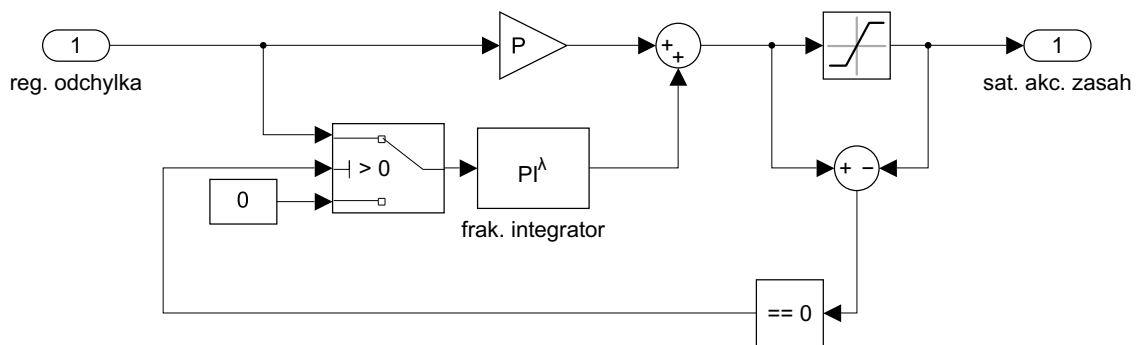 1
reg. odchylka
P
+
+
1
sat. akc. zasah
> 0
PI^λ
+ −
0
frak. integrator
== 0